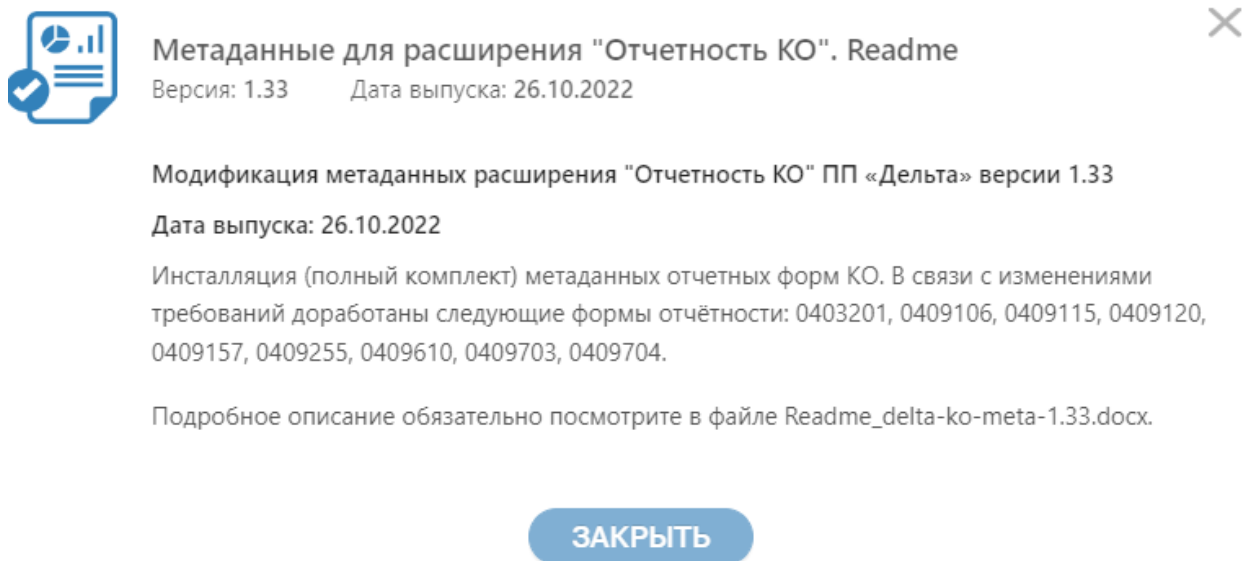 Метаданные для расширения "Отчетность КО". Readme
Версия: 1.33 Дата выпуска: 26.10.2022
Модификация метаданных расширения "Отчетность КО" ПП «Дельта» версии 1.33
Дата выпуска: 26.10.2022
Инсталляция (полный комплект) метаданных отчетных форм КО. В связи с изменениями
требований доработаны следующие формы отчётности: 0403201, 0409106, 0409115, 0409120,
0409157, 0409255, 0409610, 0409703, 0409704.
Подробное описание обязательно посмотрите в файле Readme_delta-ko-meta-1.33.docx.
ЗАКРЫТЬ